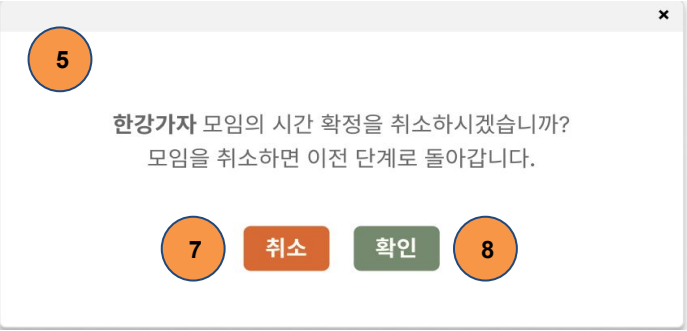 ×
5
한강가자 모임의 시간 확정을 취소하시겠습니까?
모임을 취소하면 이전 단계로 돌아갑니다.
7 취소 확인 8